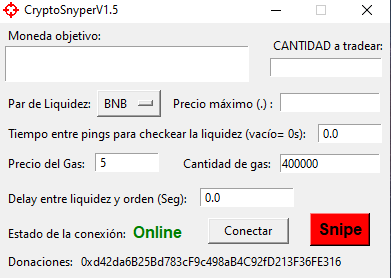 CryptoSnyperV1.5
Moneda objetivo:
CANTIDAD a tradear:
Par de Liquidez: BNB Precio máximo (.) :
Tiempo entre pings para checkear la liquidez (vacío= 0s): 0.0
Precio del Gas: 5 Cantidad de gas: 400000
Delay entre liquidez y orden (Seg): 0.0
Estado de la conexión: Online Conectar Snipe
Donaciones: 0xd42da6B25Bd783cF9c498aB4C92fD213F36FE316